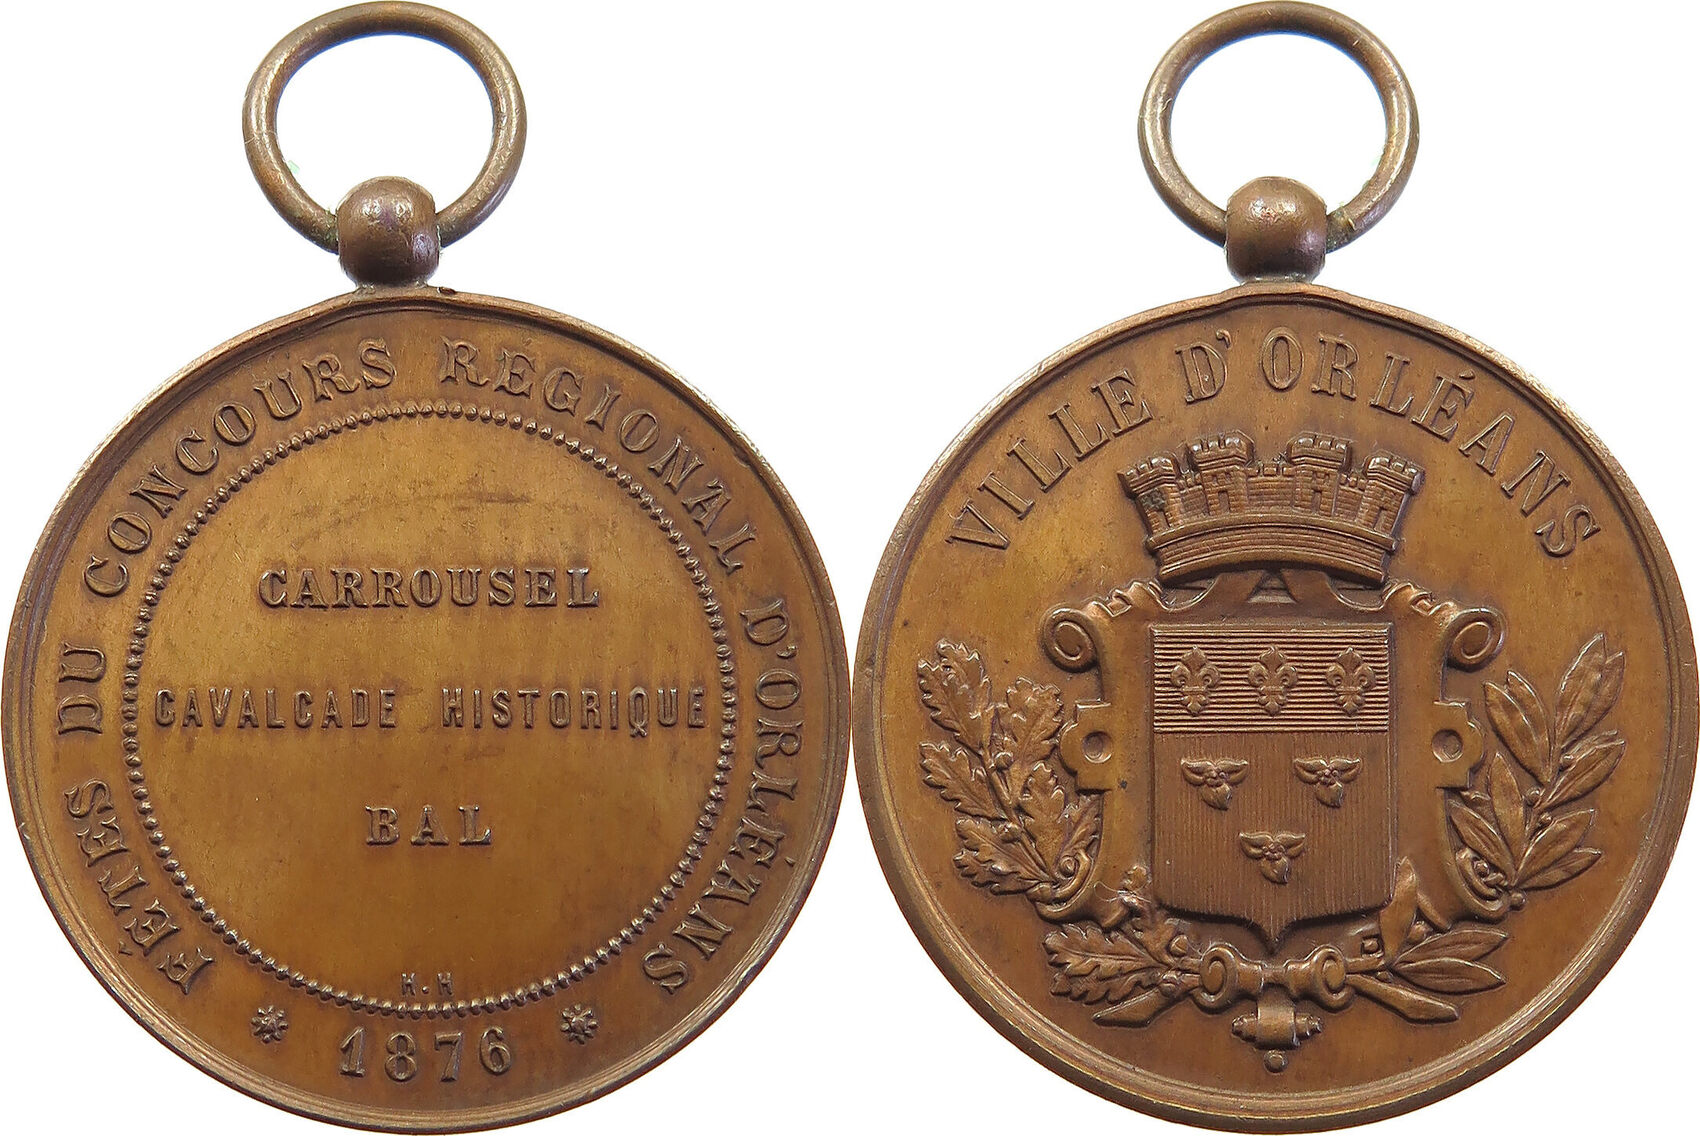 FÊTES DU CONCOURS RÉGIONAL D'ORLÉANS
CARROUSEL
CAVALCADE HISTORIQUE
BAL
H.H
* 1876 *
VILLE D'ORLÉANS